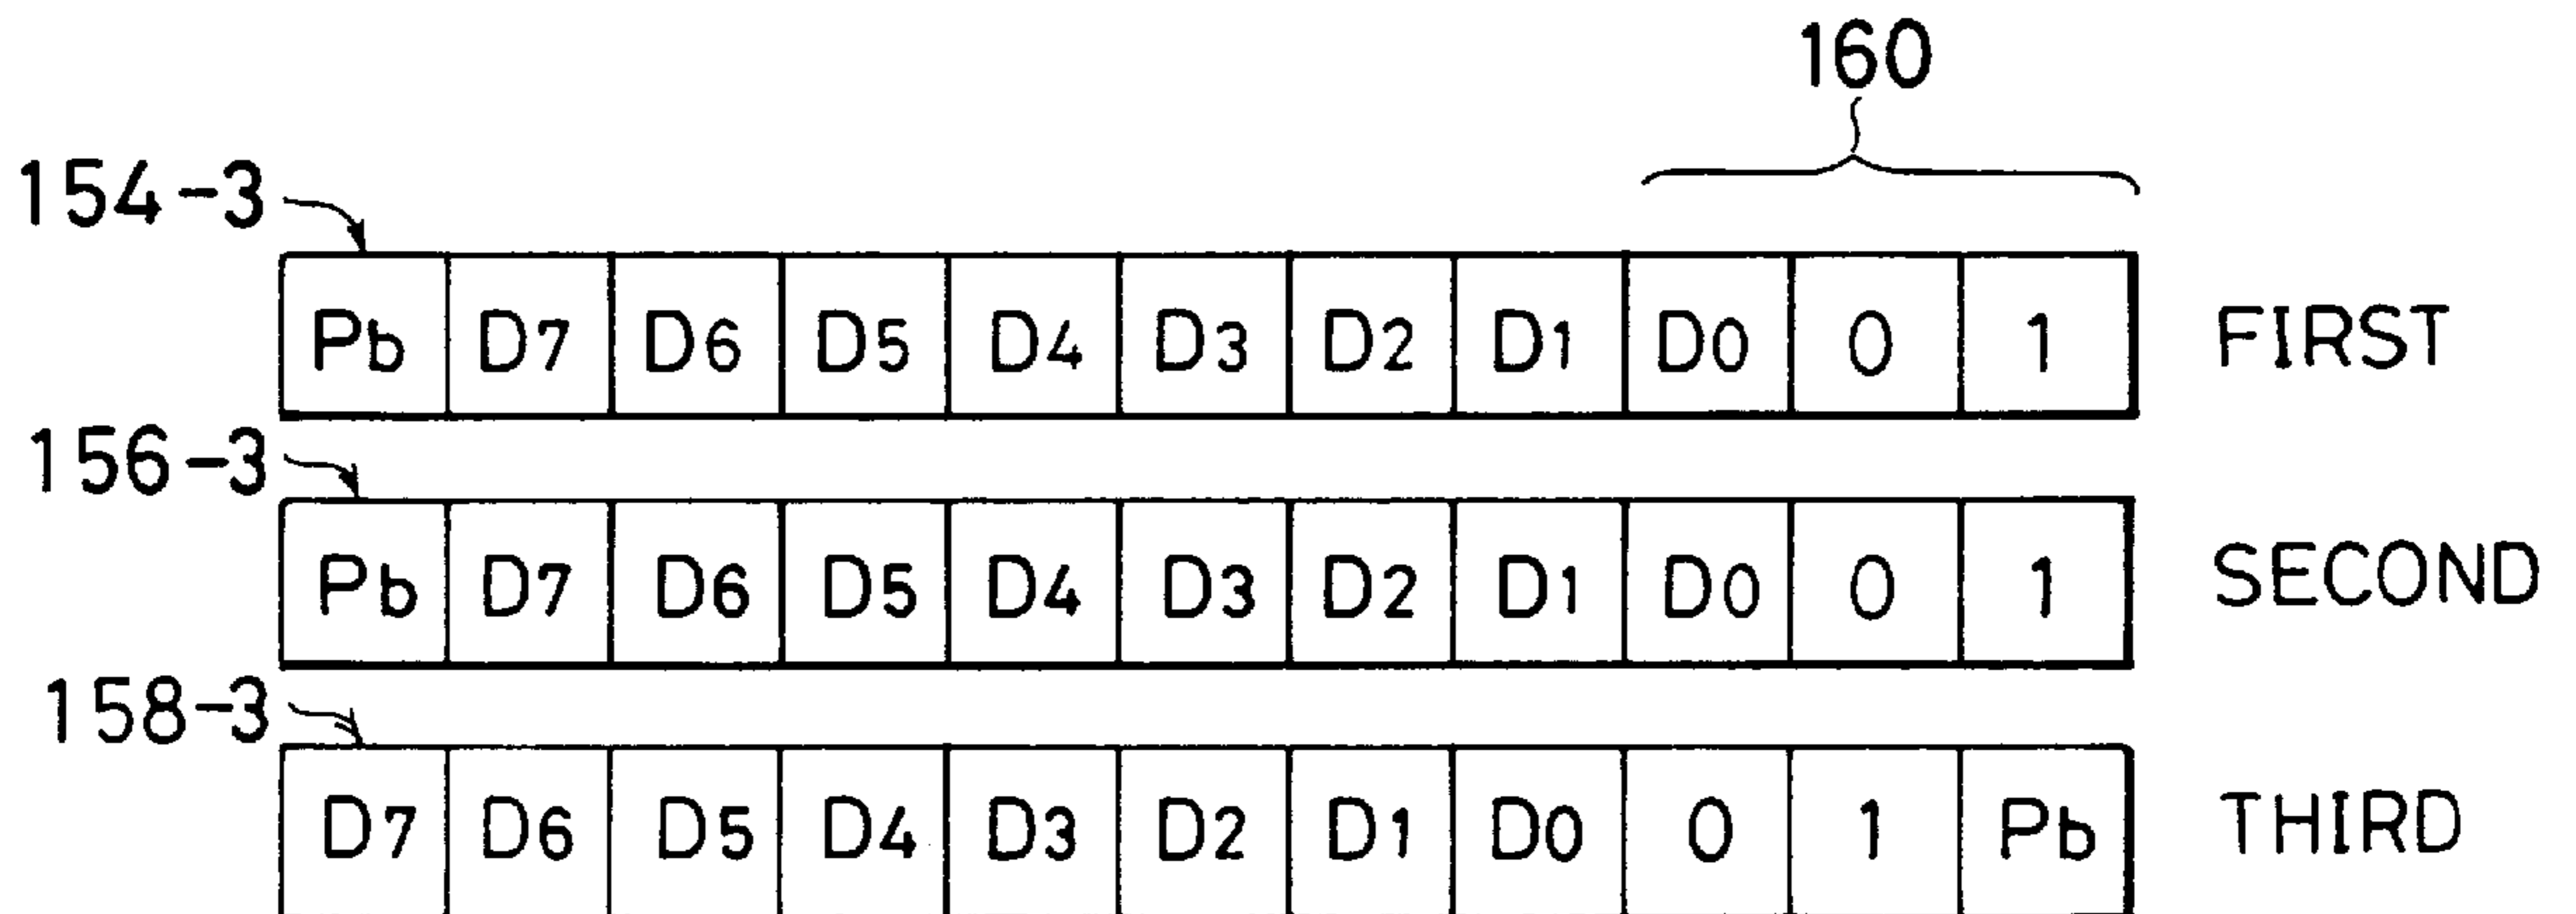 160
154-3
Pb D7 D6 D5 D4 D3 D2 D1 D0 0 1 FIRST
156-3
Pb D7 D6 D5 D4 D3 D2 D1 D0 0 1 SECOND
158-3
D7 D6 D5 D4 D3 D2 D1 D0 0 1 Pb THIRD